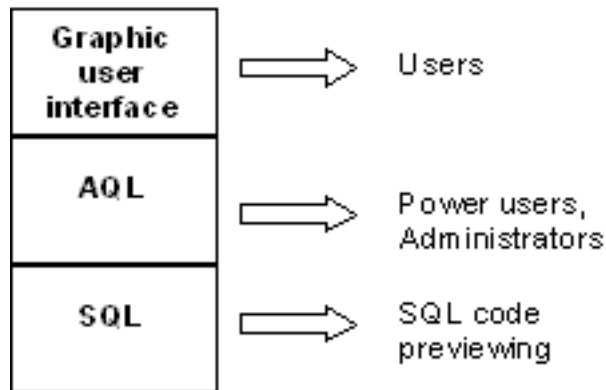 Graphic
user
interface
Users
AQL
Power users,
Administrators
SQL
SQL code
previewing